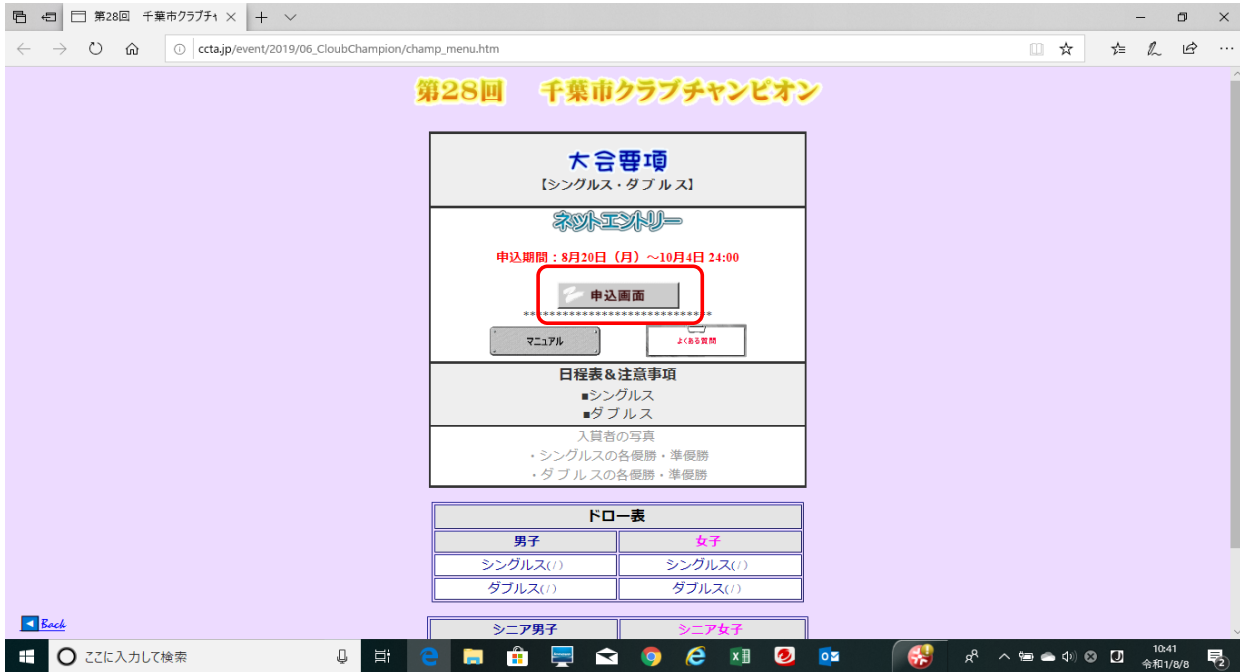 第28回　千葉市クラブチャ
ccta.jp/event/2019/06_CloubChampion/champ_menu.htm
第28回　千葉市クラブチャンピオン
大会要項
【シングルス・ダブルス】
ネットエントリー
申込期間：8月20日（月）～10月4日 24:00
申込画面
*****************************
マニュアル
よくある質問
日程表&注意事項
■シングルス
■ダブルス
入賞者の写真
・シングルスの各優勝・準優勝
・ダブルスの各優勝・準優勝
ドロー表
男子 女子
シングルス(/) シングルス(/)
ダブルス(/) ダブルス(/)
シニア男子 シニア女子
Back
ここに入力して検索
10:41
令和1/8/8
2